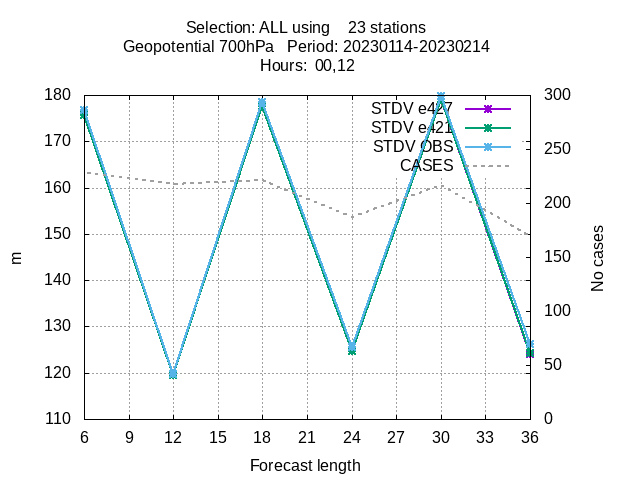 Selection: ALL using 23 stations
Geopotential 700hPa Period: 20230114-20230214
Hours: 00,12
180
170
160
150
140
130
120
110
300
250
200
150
100
50
0
STDV e427
STDV e421
STDV OBS
CASES
m
No cases
6 9 12 15 18 21 24 27 30 33 36
Forecast length